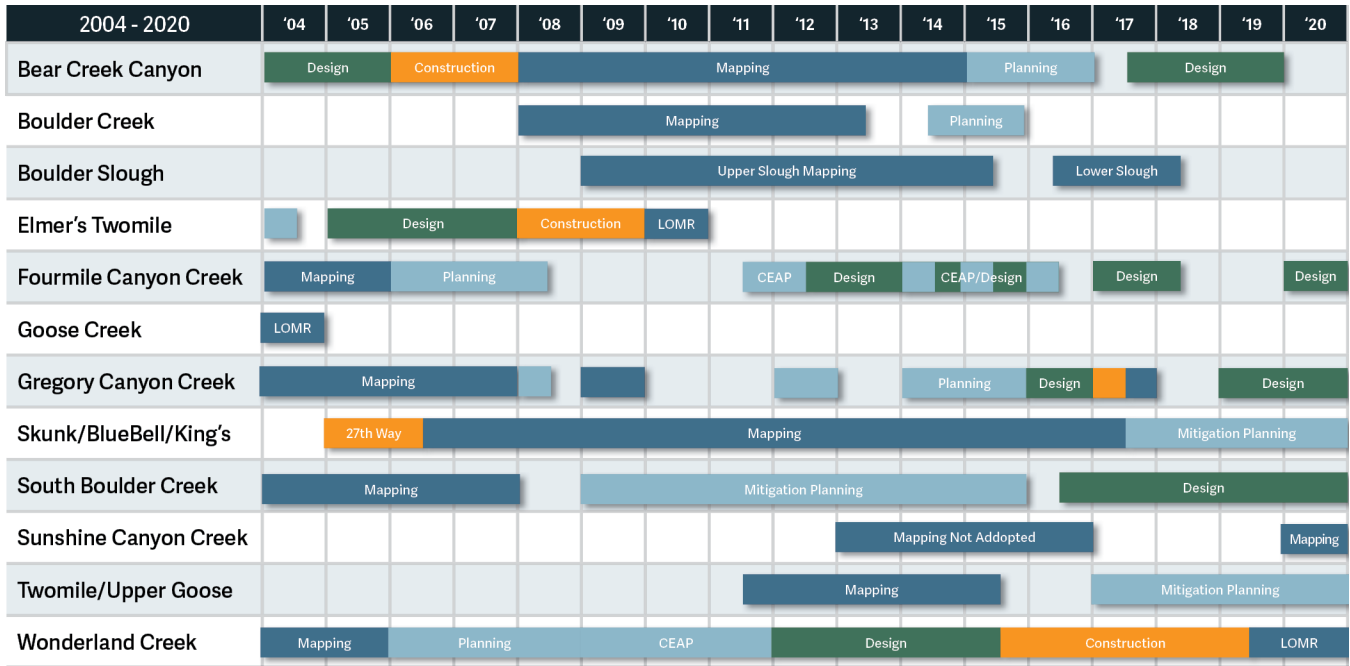 2004 - 2020 ‘04 ‘05 ‘06 ‘07 ‘08 ‘09 ‘10 ‘11 ‘12 ‘13 ‘14 ‘15 ‘16 ‘17 ‘18 ‘19 ‘20
Bear Creek Canyon Design Construction Mapping Planning Design
Boulder Creek Mapping Planning
Boulder Slough Upper Slough Mapping Lower Slough
Elmer’s Twomile Design Construction LOMR
Fourmile Canyon Creek Mapping Planning CEAP Design CEAP/Design Design Design
Goose Creek LOMR
Gregory Canyon Creek Mapping Planning Design Design
Skunk/BlueBell/King’s 27th Way Mapping Mitigation Planning
South Boulder Creek Mapping Mitigation Planning Design
Sunshine Canyon Creek Mapping Not Addopted Mapping
Twomile/Upper Goose Mapping Mitigation Planning
Wonderland Creek Mapping Planning CEAP Design Construction LOMR